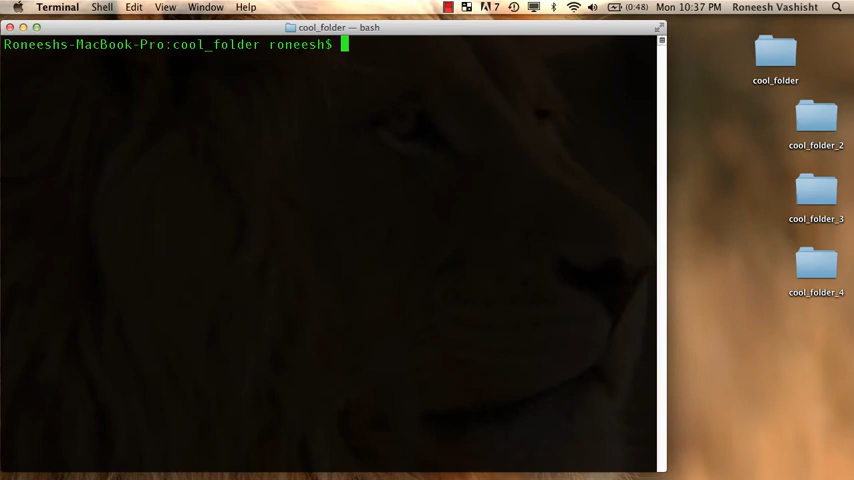 Terminal Shell Edit View Window Help 7 (0:48) Mon 10:37 PM Roneesh Vashisht
cool_folder — bash
Roneeshs-MacBook-Pro:cool_folder roneesh$
cool_folder
cool_folder_2
cool_folder_3
cool_folder_4